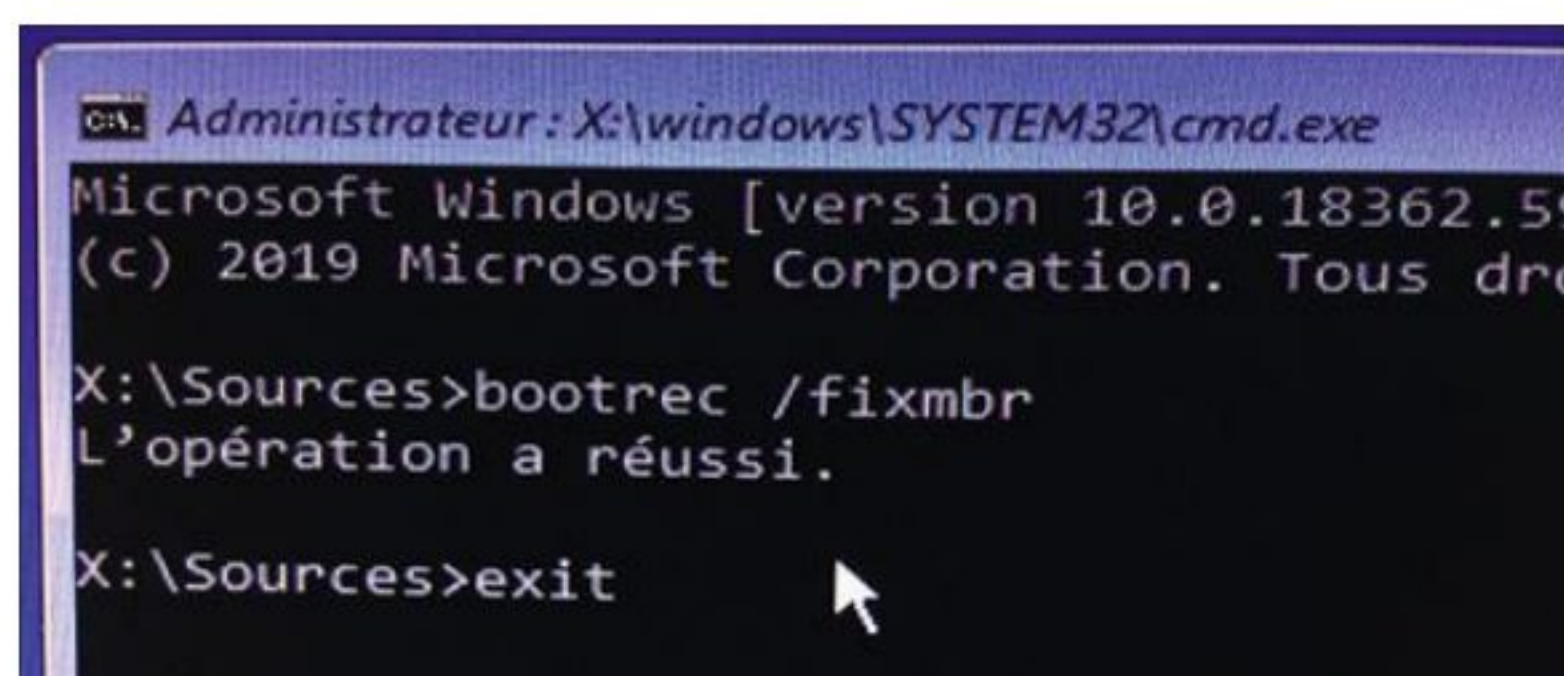 Administrateur : X:\windows\SYSTEM32\cmd.exe
Microsoft Windows [version 10.0.18362.5
(c) 2019 Microsoft Corporation. Tous dro
X:\Sources>bootrec /fixmbr
L’opération a réussi.
X:\Sources>exit